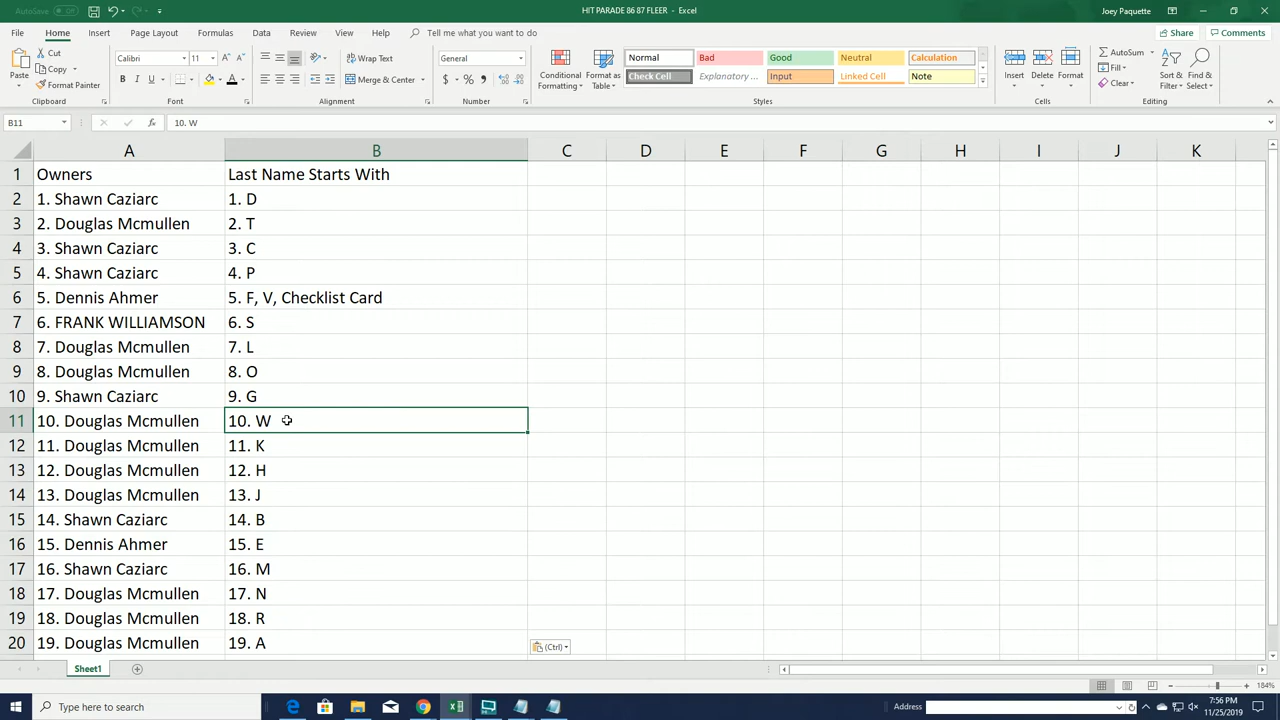 AutoSave Off
HIT PARADE 86 87 FLEER - Excel
Joey Paquette
File Home Insert Page Layout Formulas Data Review View Help Tell me what you want to do
Share Comments
Paste Cut Copy Format Painter
Clipboard
Calibri 11
B I U
Font
Wrap Text
Merge & Center
Alignment
General
$ %
Number
Conditional Formatting Format as Table
Normal Bad Good Neutral Calculation
Check Cell Explanatory ... Input Linked Cell Note
Styles
Insert Delete Format
Cells
AutoSum Fill Clear Sort & Filter Find & Select
Editing
B11 fx 10. W
A B C D E F G H I J K
1 Owners Last Name Starts With
2 1. Shawn Caziarc 1. D
3 2. Douglas Mcmullen 2. T
4 3. Shawn Caziarc 3. C
5 4. Shawn Caziarc 4. P
6 5. Dennis Ahmer 5. F, V, Checklist Card
7 6. FRANK WILLIAMSON 6. S
8 7. Douglas Mcmullen 7. L
9 8. Douglas Mcmullen 8. O
10 9. Shawn Caziarc 9. G
11 10. Douglas Mcmullen 10. W
12 11. Douglas Mcmullen 11. K
13 12. Douglas Mcmullen 12. H
14 13. Douglas Mcmullen 13. J
15 14. Shawn Caziarc 14. B
16 15. Dennis Ahmer 15. E
17 16. Shawn Caziarc 16. M
18 17. Douglas Mcmullen 17. N
19 18. Douglas Mcmullen 18. R
20 19. Douglas Mcmullen 19. A
(Ctrl)
Sheet1
184%
Type here to search
Address
7:56 PM
11/25/2019